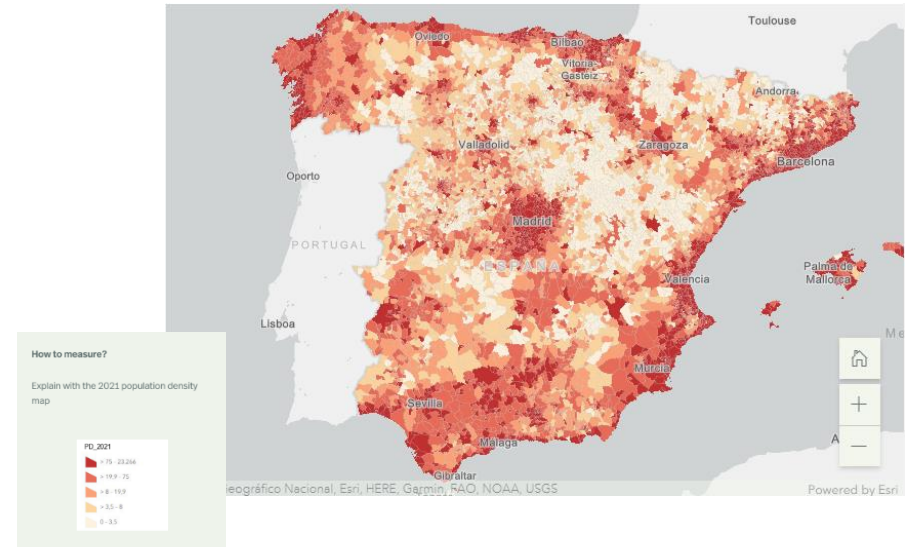 Toulouse
Oviedo
Bilbao
Vitoria-
Gasteiz
Andorra
Valladolid
Zaragoza
Barcelona
Oporto
Madrid
PORTUGAL
ESPAÑA
Palma de
Mallorca
Valencia
Lisboa
Me
How to measure?
Explain with the 2021 population density
map
Murcia
Sevilla
+
A
Málaga
−
PD_2021
> 75 - 23.266
> 19,9 - 75
> 8 - 19,9
> 3,5 - 8
0 - 3,5
Gibraltar
eográfico Nacional, Esri, HERE, Garmin, FAO, NOAA, USGS
Powered by Esri